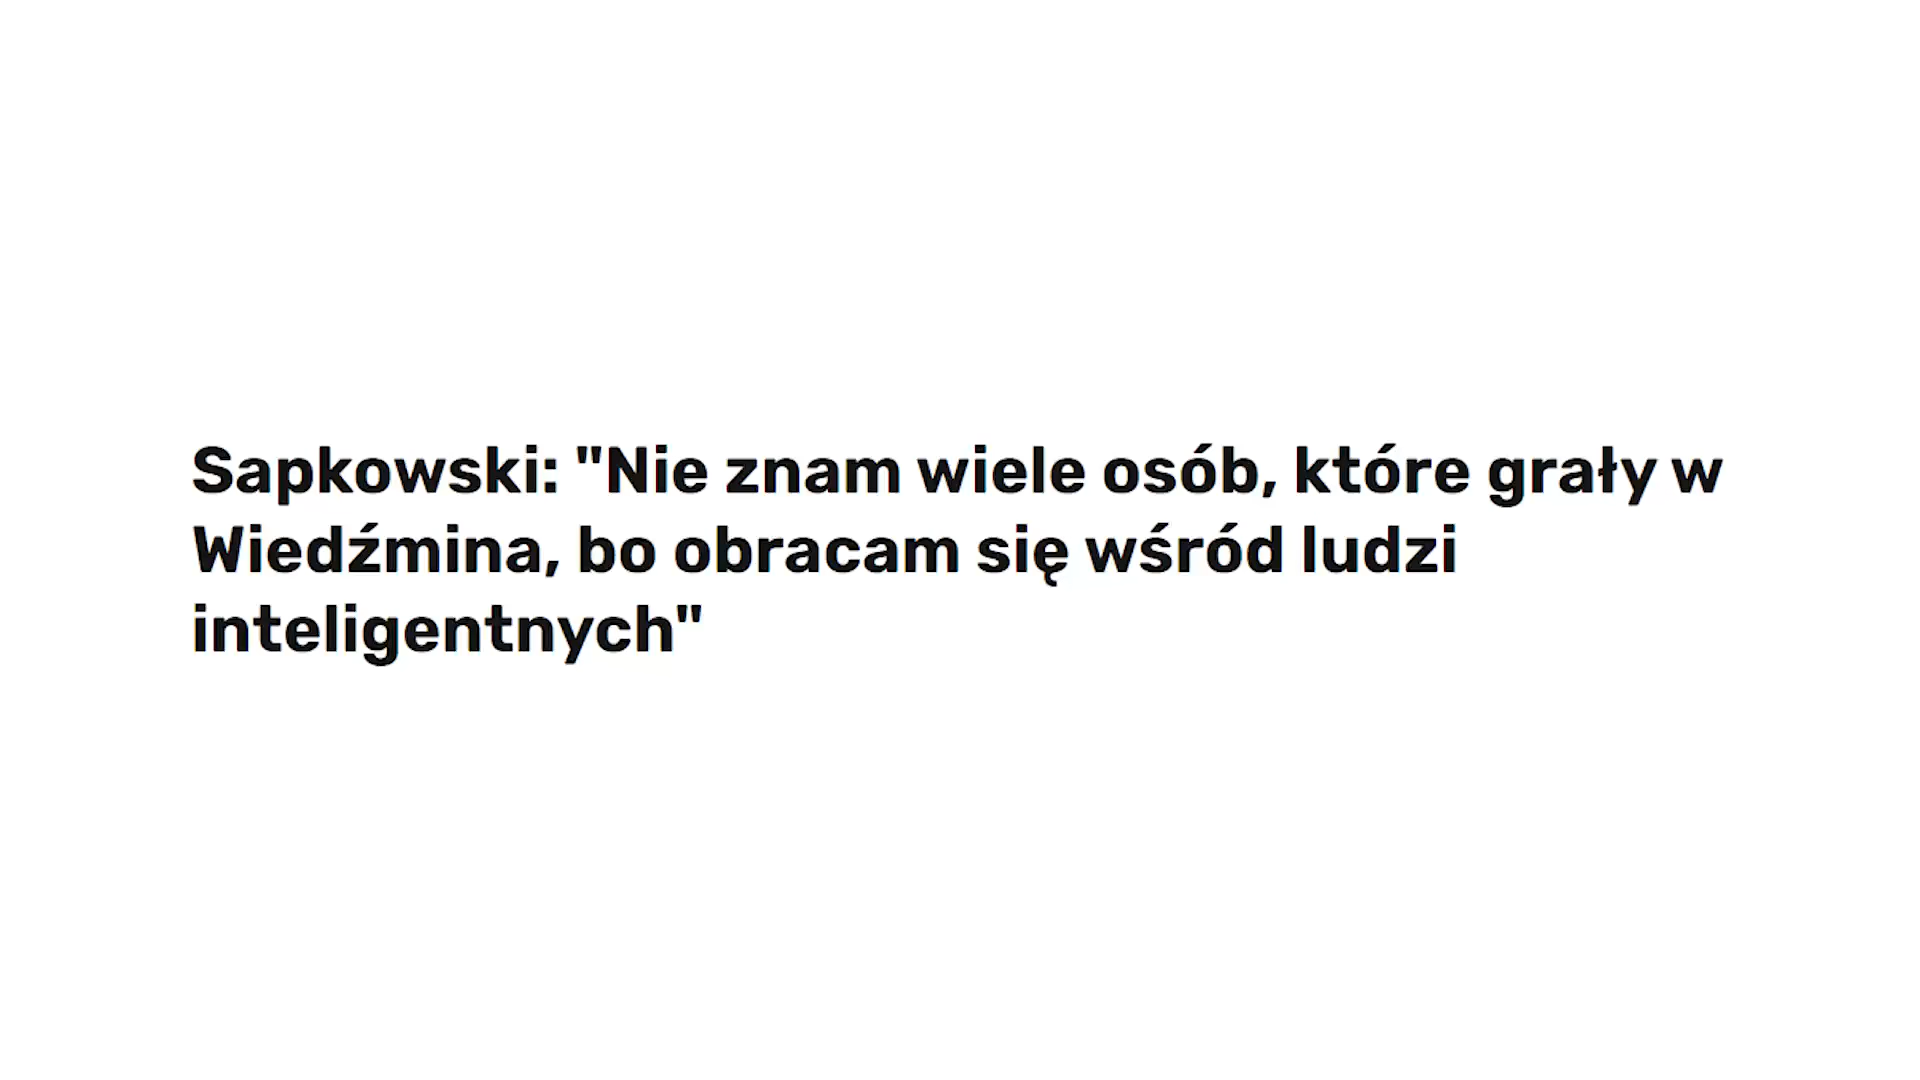 Sapkowski: "Nie znam wiele osób, które grały w
Wiedźmina, bo obracam się wśród ludzi
inteligentnych"